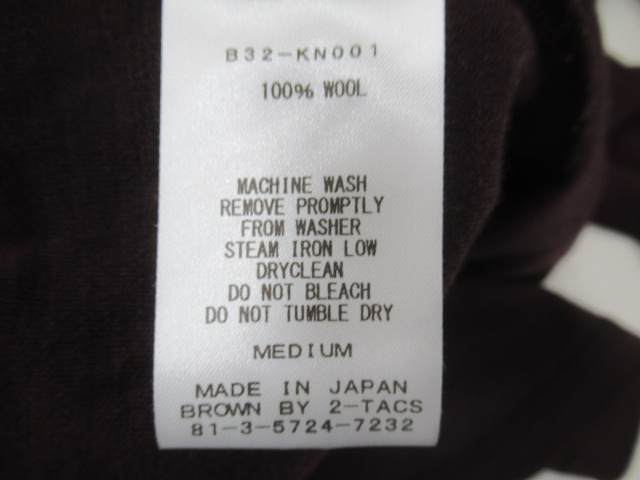 B32-KN001
100% WOOL
MACHINE WASH
REMOVE PROMPTLY
FROM WASHER
STEAM IRON LOW
DRYCLEAN
DO NOT BLEACH
DO NOT TUMBLE DRY
MEDIUM
MADE IN JAPAN
BROWN BY 2-TACS
81-3-5724-7232